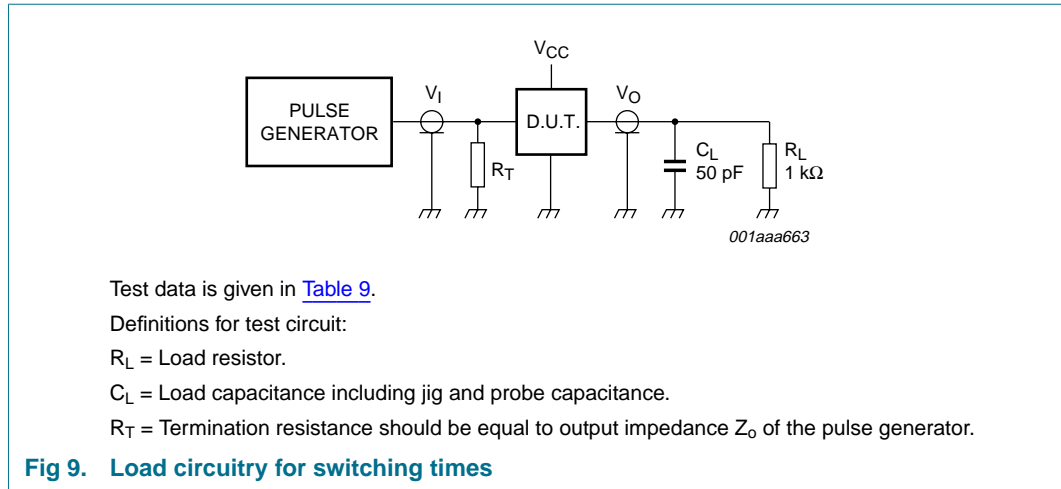 V_CC
V_I
V_O
PULSE
GENERATOR
D.U.T.
R_T
C_L
50 pF
R_L
1 kΩ
001aaa663
Test data is given in Table 9.
Definitions for test circuit:
R_L = Load resistor.
C_L = Load capacitance including jig and probe capacitance.
R_T = Termination resistance should be equal to output impedance Z_o of the pulse generator.
Fig 9. Load circuitry for switching times